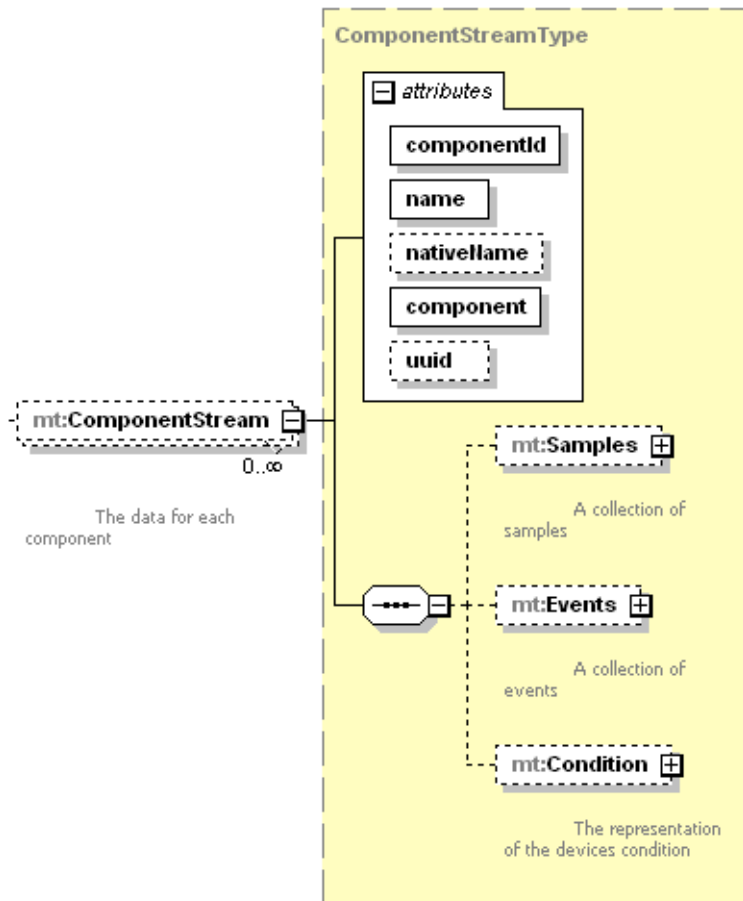 ComponentStreamType
attributes
componentId
name
nativeName
component
uuid
mt:ComponentStream
0..∞
The data for each
component
mt:Samples
A collection of
samples
mt:Events
A collection of
events
mt:Condition
The representation
of the devices condition